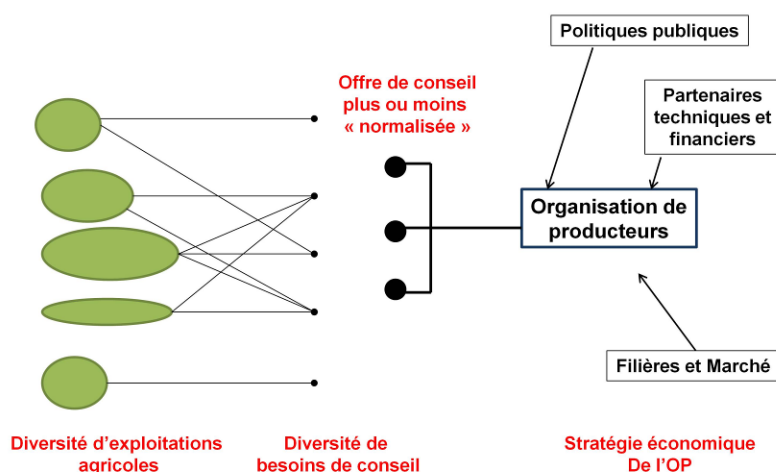 Politiques publiques
Offre de conseil
plus ou moins
« normalisée »
Partenaires
techniques et
financiers
Organisation de
producteurs
Filières et Marché
Diversité d'exploitations
agricoles
Diversité de
besoins de conseil
Stratégie économique
De l'OP